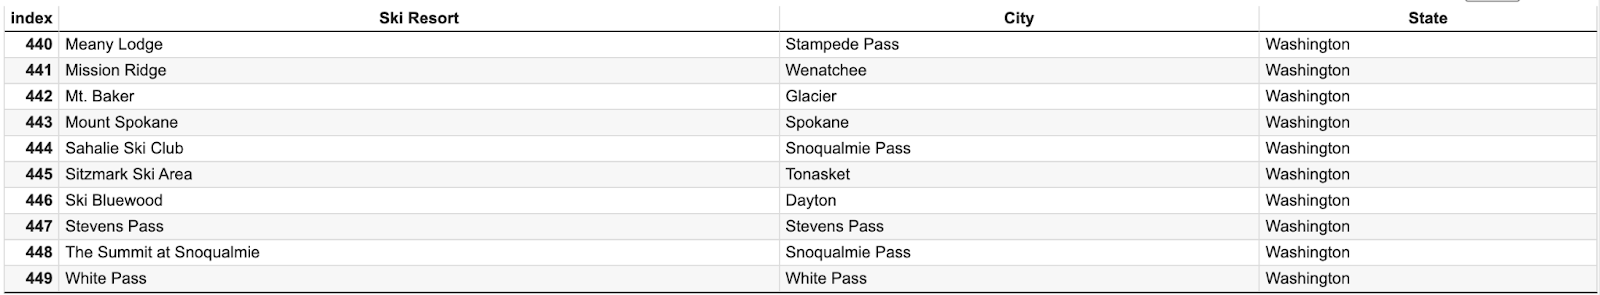 index Ski Resort City State
440 Meany Lodge Stampede Pass Washington
441 Mission Ridge Wenatchee Washington
442 Mt. Baker Glacier Washington
443 Mount Spokane Spokane Washington
444 Sahalie Ski Club Snoqualmie Pass Washington
445 Sitzmark Ski Area Tonasket Washington
446 Ski Bluewood Dayton Washington
447 Stevens Pass Stevens Pass Washington
448 The Summit at Snoqualmie Snoqualmie Pass Washington
449 White Pass White Pass Washington